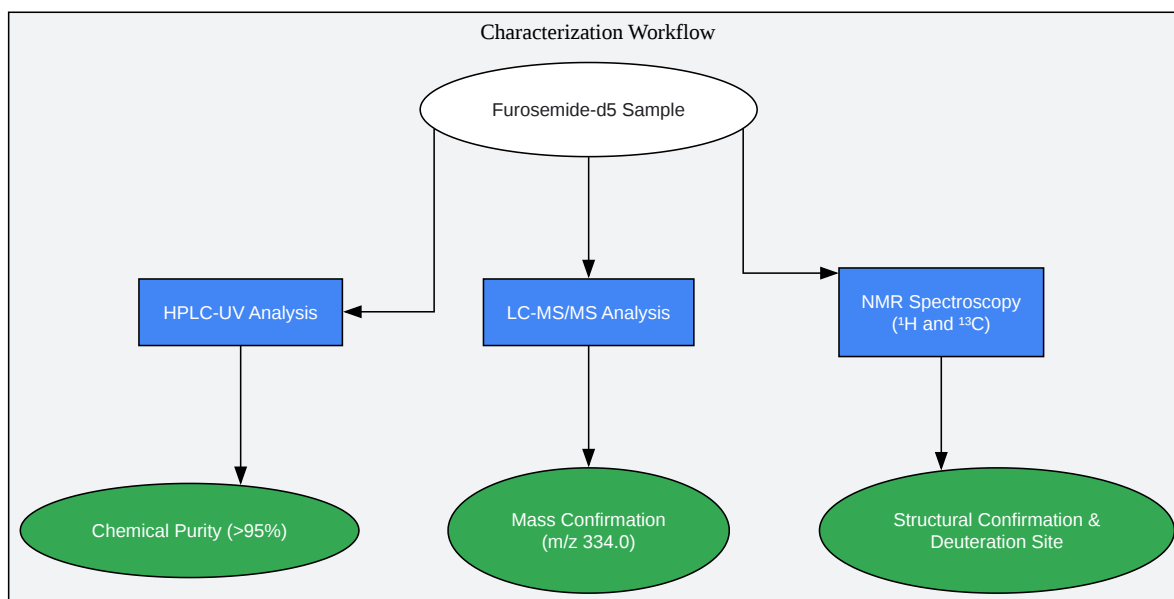 Characterization Workflow
Furosemide-d5 Sample
HPLC-UV Analysis
LC-MS/MS Analysis
NMR Spectroscopy
(¹H and ¹³C)
Chemical Purity (>95%)
Mass Confirmation
(m/z 334.0)
Structural Confirmation &
Deuteration Site